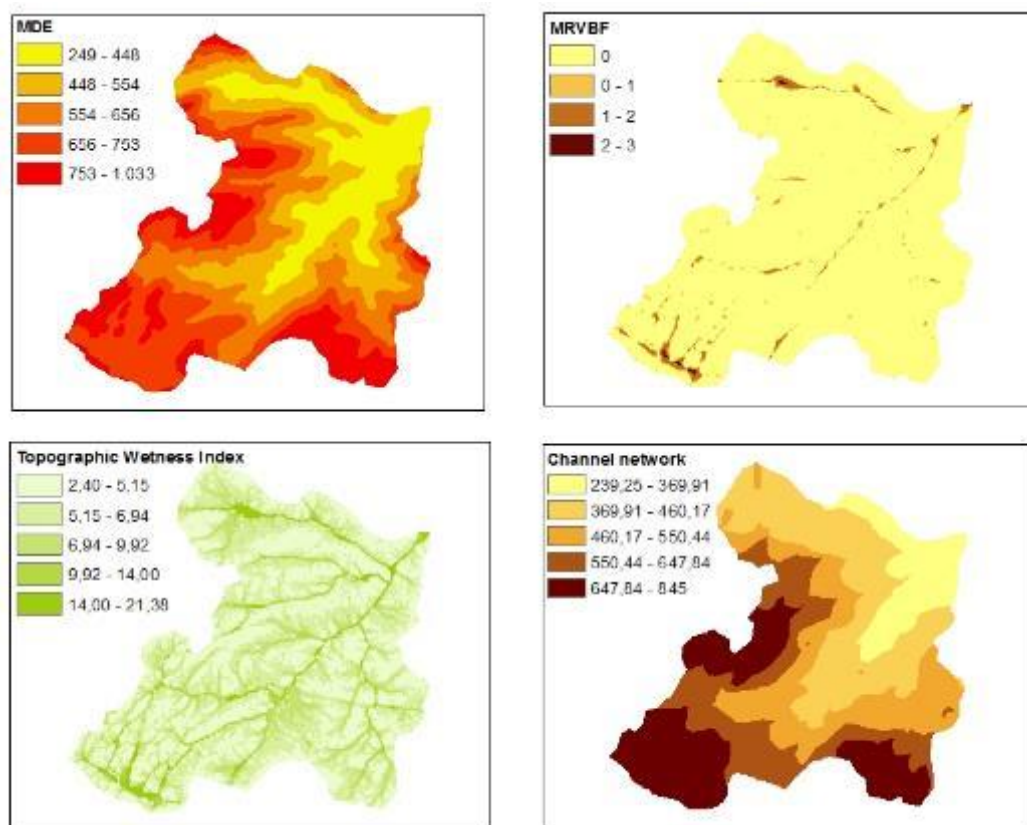 MDE
249 - 448
448 - 554
554 - 656
656 - 753
753 - 1.033
MRVBF
0
0 - 1
1 - 2
2 - 3
Topographic Wetness Index
2,40 - 5,15
5,15 - 6,94
6,94 - 9,92
9,92 - 14,00
14,00 - 21,38
Channel network
239,25 - 369,91
369,91 - 460,17
460,17 - 550,44
550,44 - 647,84
647,84 - 845